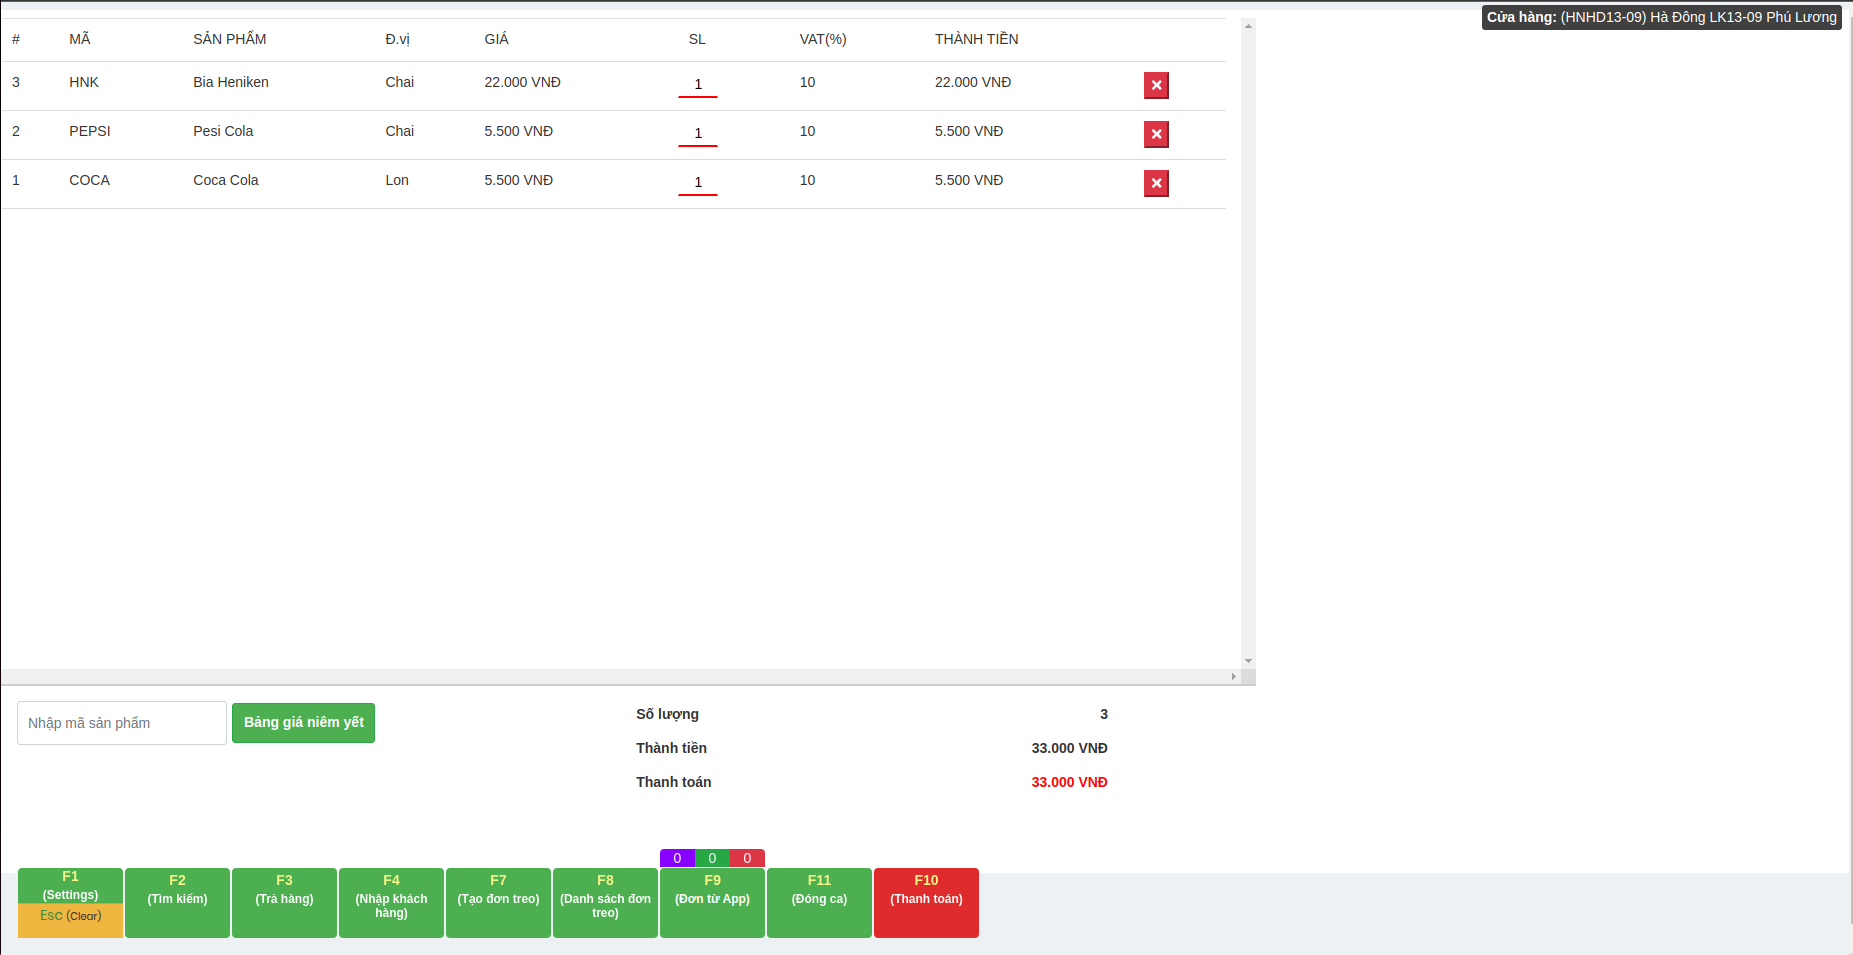 Cửa hàng: (HNHD13-09) Hà Đông LK13-09 Phú Lương
# MÃ SẢN PHẨM Đ.vị GIÁ SL VAT(%) THÀNH TIỀN
3 HNK Bia Heniken Chai 22.000 VNĐ 1 10 22.000 VNĐ
2 PEPSI Pesi Cola Chai 5.500 VNĐ 1 10 5.500 VNĐ
1 COCA Coca Cola Lon 5.500 VNĐ 1 10 5.500 VNĐ
Nhập mã sản phẩm Bảng giá niêm yết
Số lượng 3
Thành tiền 33.000 VNĐ
Thanh toán 33.000 VNĐ
0 0 0
F1 F2 F3 F4 F7 F8 F9 F11 F10
(Settings) (Tìm kiếm) (Trả hàng) (Nhập khách hàng) (Tạo đơn treo) (Danh sách đơn treo) (Đơn từ App) (Đóng ca) (Thanh toán)
Esc (Clear)